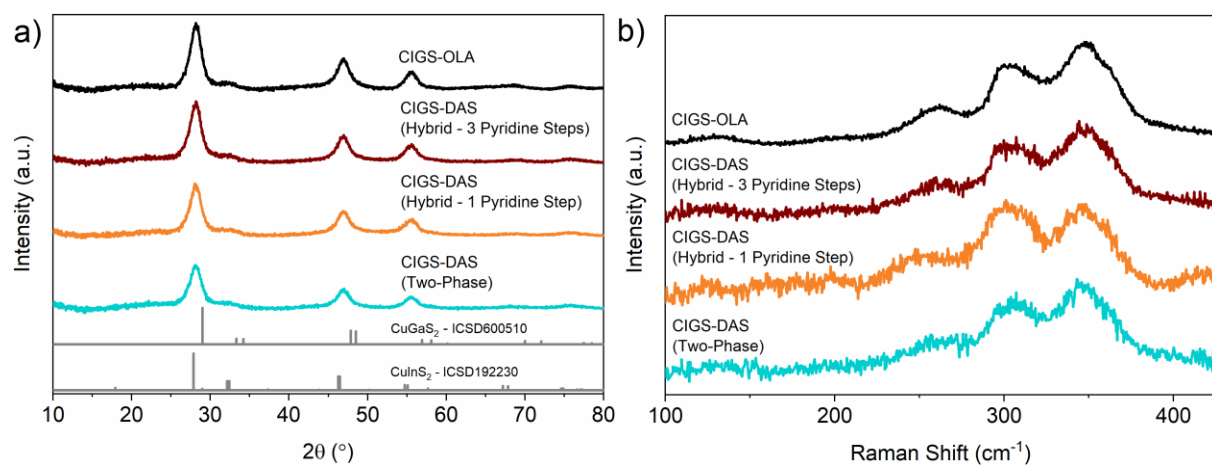 a)
CIGS-OLA
CIGS-DAS
(Hybrid - 3 Pyridine Steps)
CIGS-DAS
(Hybrid - 1 Pyridine Step)
CIGS-DAS
(Two-Phase)
CuGaS₂ - ICSD600510
CuInS₂ - ICSD192230
Intensity (a.u.)
10 20 30 40 50 60 70 80
2θ (°)
b)
CIGS-OLA
CIGS-DAS
(Hybrid - 3 Pyridine Steps)
CIGS-DAS
(Hybrid - 1 Pyridine Step)
CIGS-DAS
(Two-Phase)
Intensity (a.u.)
100 200 300 400
Raman Shift (cm⁻¹)